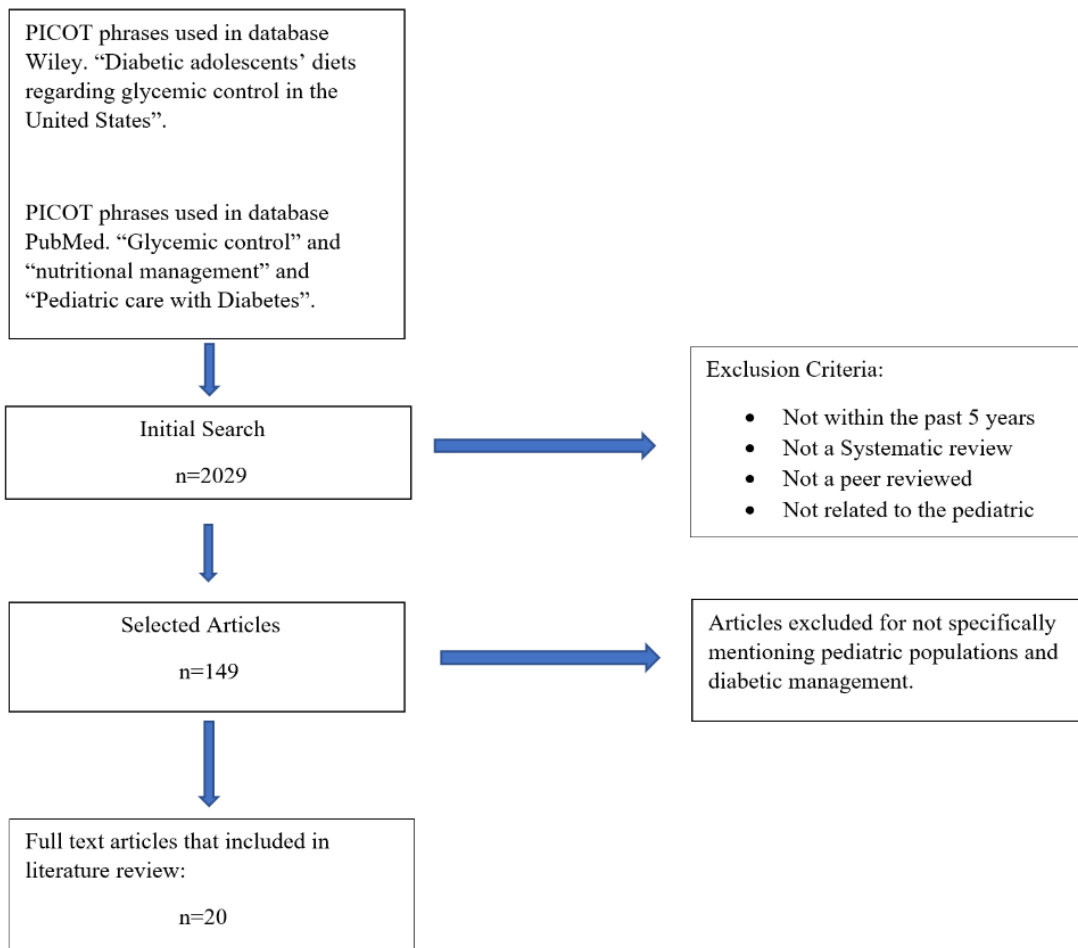 PICOT phrases used in database
Wiley. “Diabetic adolescents’ diets
regarding glycemic control in the
United States”.
PICOT phrases used in database
PubMed. “Glycemic control” and
“nutritional management” and
“Pediatric care with Diabetes”.
Initial Search
n=2029
Exclusion Criteria:
• Not within the past 5 years
• Not a Systematic review
• Not a peer reviewed
• Not related to the pediatric
Selected Articles
n=149
Articles excluded for not specifically
mentioning pediatric populations and
diabetic management.
Full text articles that included in
literature review:
n=20